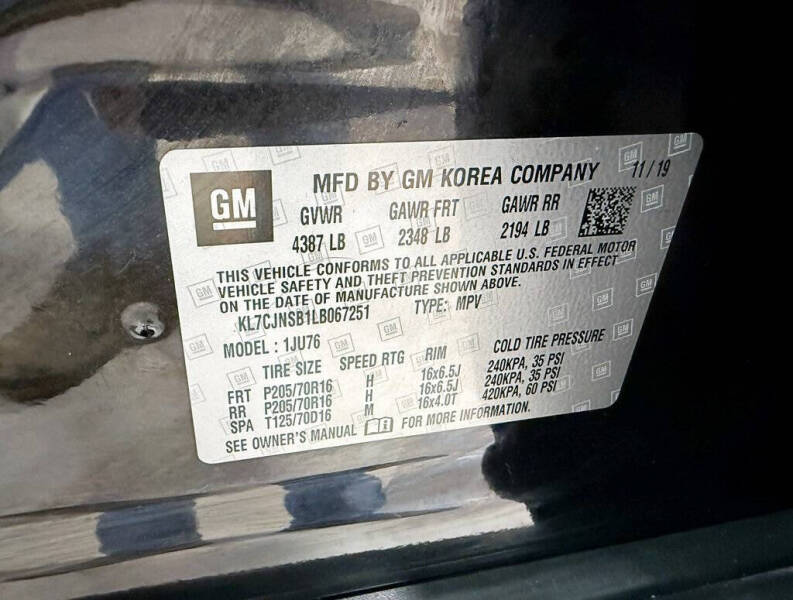 GM
MFD BY GM KOREA COMPANY 11/19
GVWR GAWR FRT GAWR RR
4387 LB 2348 LB 2194 LB
THIS VEHICLE CONFORMS TO ALL APPLICABLE U.S. FEDERAL MOTOR
VEHICLE SAFETY AND THEFT PREVENTION STANDARDS IN EFFECT
ON THE DATE OF MANUFACTURE SHOWN ABOVE.
KL7CJNSB1LB067251 TYPE: MPV
MODEL: 1JU76
TIRE SIZE SPEED RTG RIM COLD TIRE PRESSURE
FRT P205/70R16 H 16x6.5J 240KPA, 35 PSI
RR P205/70R16 H 16x6.5J 240KPA, 35 PSI
SPA T125/70D16 M 16x4.0T 420KPA, 60 PSI
SEE OWNER'S MANUAL FOR MORE INFORMATION.